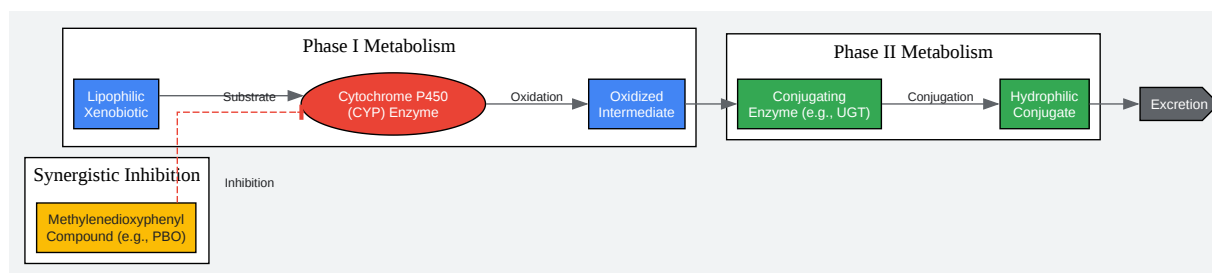 Phase I Metabolism
Lipophilic
Xenobiotic
Substrate
Cytochrome P450
(CYP) Enzyme
Oxidation
Oxidized
Intermediate
Phase II Metabolism
Conjugating
Enzyme (e.g., UGT)
Conjugation
Hydrophilic
Conjugate
Excretion
Synergistic Inhibition
Methylenedioxyphenyl
Compound (e.g., PBO)
Inhibition